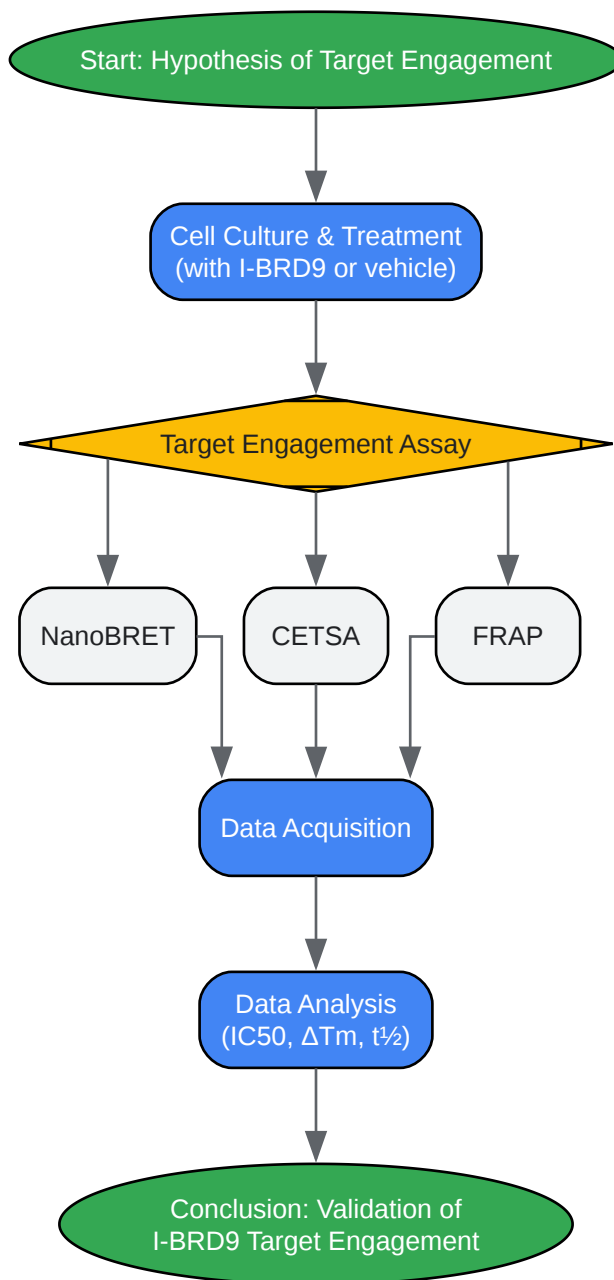 Start: Hypothesis of Target Engagement
Cell Culture & Treatment
(with I-BRD9 or vehicle)
Target Engagement Assay
NanoBRET
CETSA
FRAP
Data Acquisition
Data Analysis
(IC50, ΔTm, t½)
Conclusion: Validation of
I-BRD9 Target Engagement